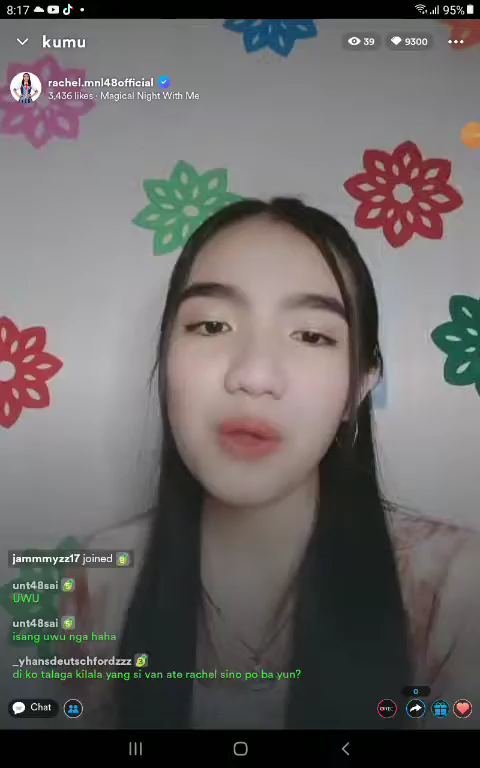 8:17
95%
kumu
39
9300
rachel.mnl48official
3,436 likes · Magical Night With Me
jammmyzz17 joined
unt48sai
UWU
unt48sai
isang uwu nga haha
_yhansdeutschfordzzz
di ko talaga kilala yang si van ate rachel sino po ba yun?
0
Chat